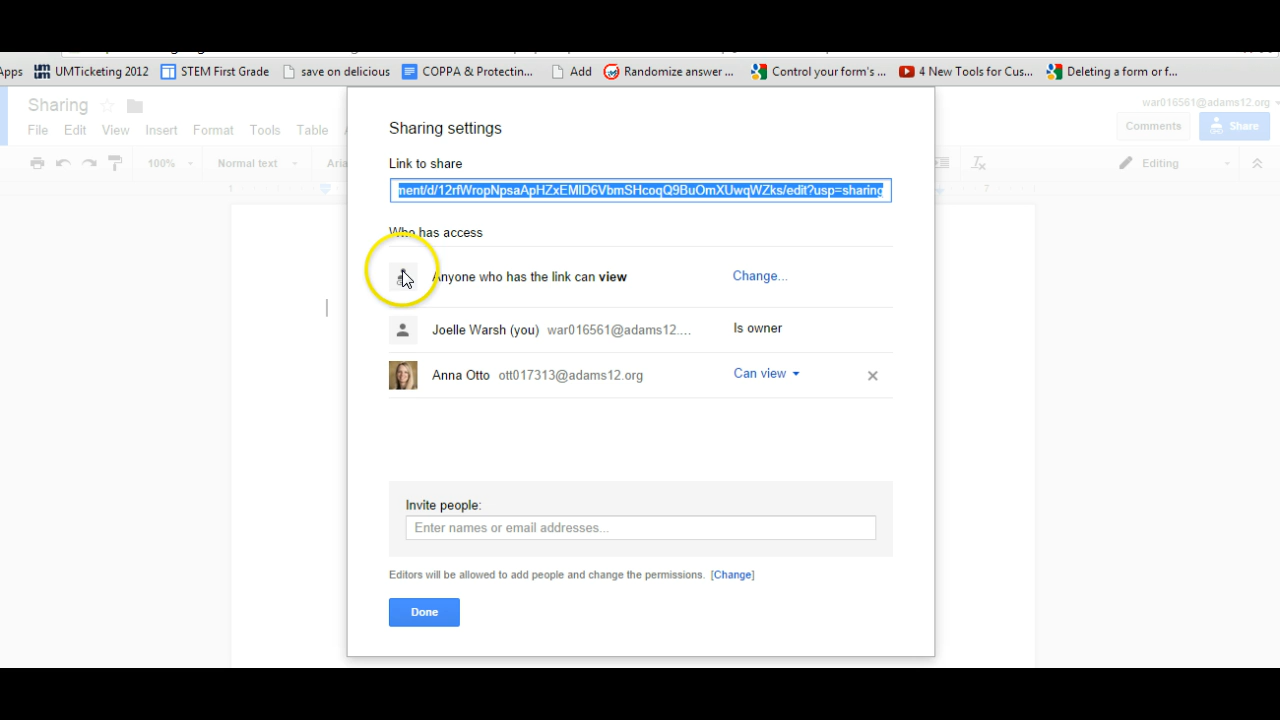 Apps UMTicketing 2012 STEM First Grade save on delicious COPPA & Protectin... Add Randomize answer ... Control your form's ... 4 New Tools for Cus... Deleting a form or f...
Sharing war016561@adams12.org
File Edit View Insert Format Tools Table Comments Share
100% Normal text Aria Editing
1 7
Sharing settings
Link to share
ment/d/12rfWropNpsaApHZxEMlD6VbmSHcoqQ9BuOmXUwqWZks/edit?usp=sharing
Who has access
Anyone who has the link can view Change...
Joelle Warsh (you) war016561@adams12.... Is owner
Anna Otto ott017313@adams12.org Can view
Invite people:
Enter names or email addresses...
Editors will be allowed to add people and change the permissions. [Change]
Done